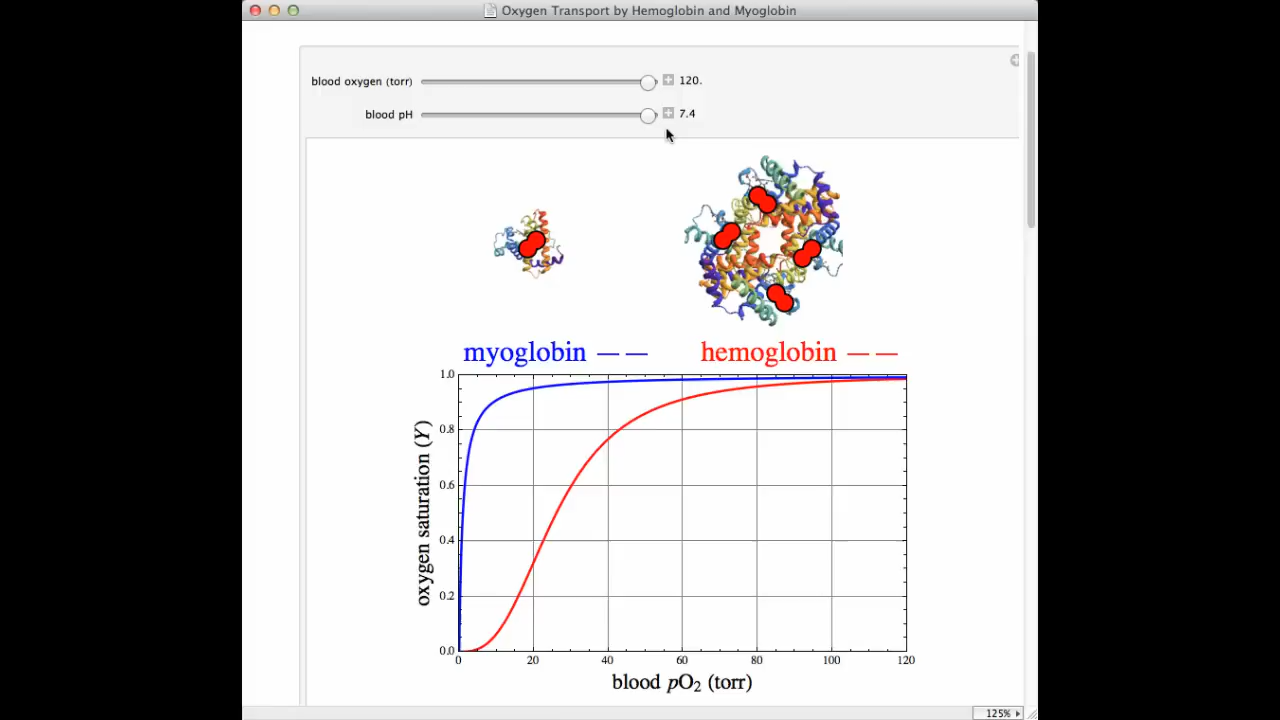 Oxygen Transport by Hemoglobin and Myoglobin
blood oxygen (torr) 120.
blood pH 7.4
myoglobin — — hemoglobin — —
1.0
0.8
0.6
0.4
0.2
0.0
oxygen saturation (Y)
0 20 40 60 80 100 120
blood pO₂ (torr)
125%